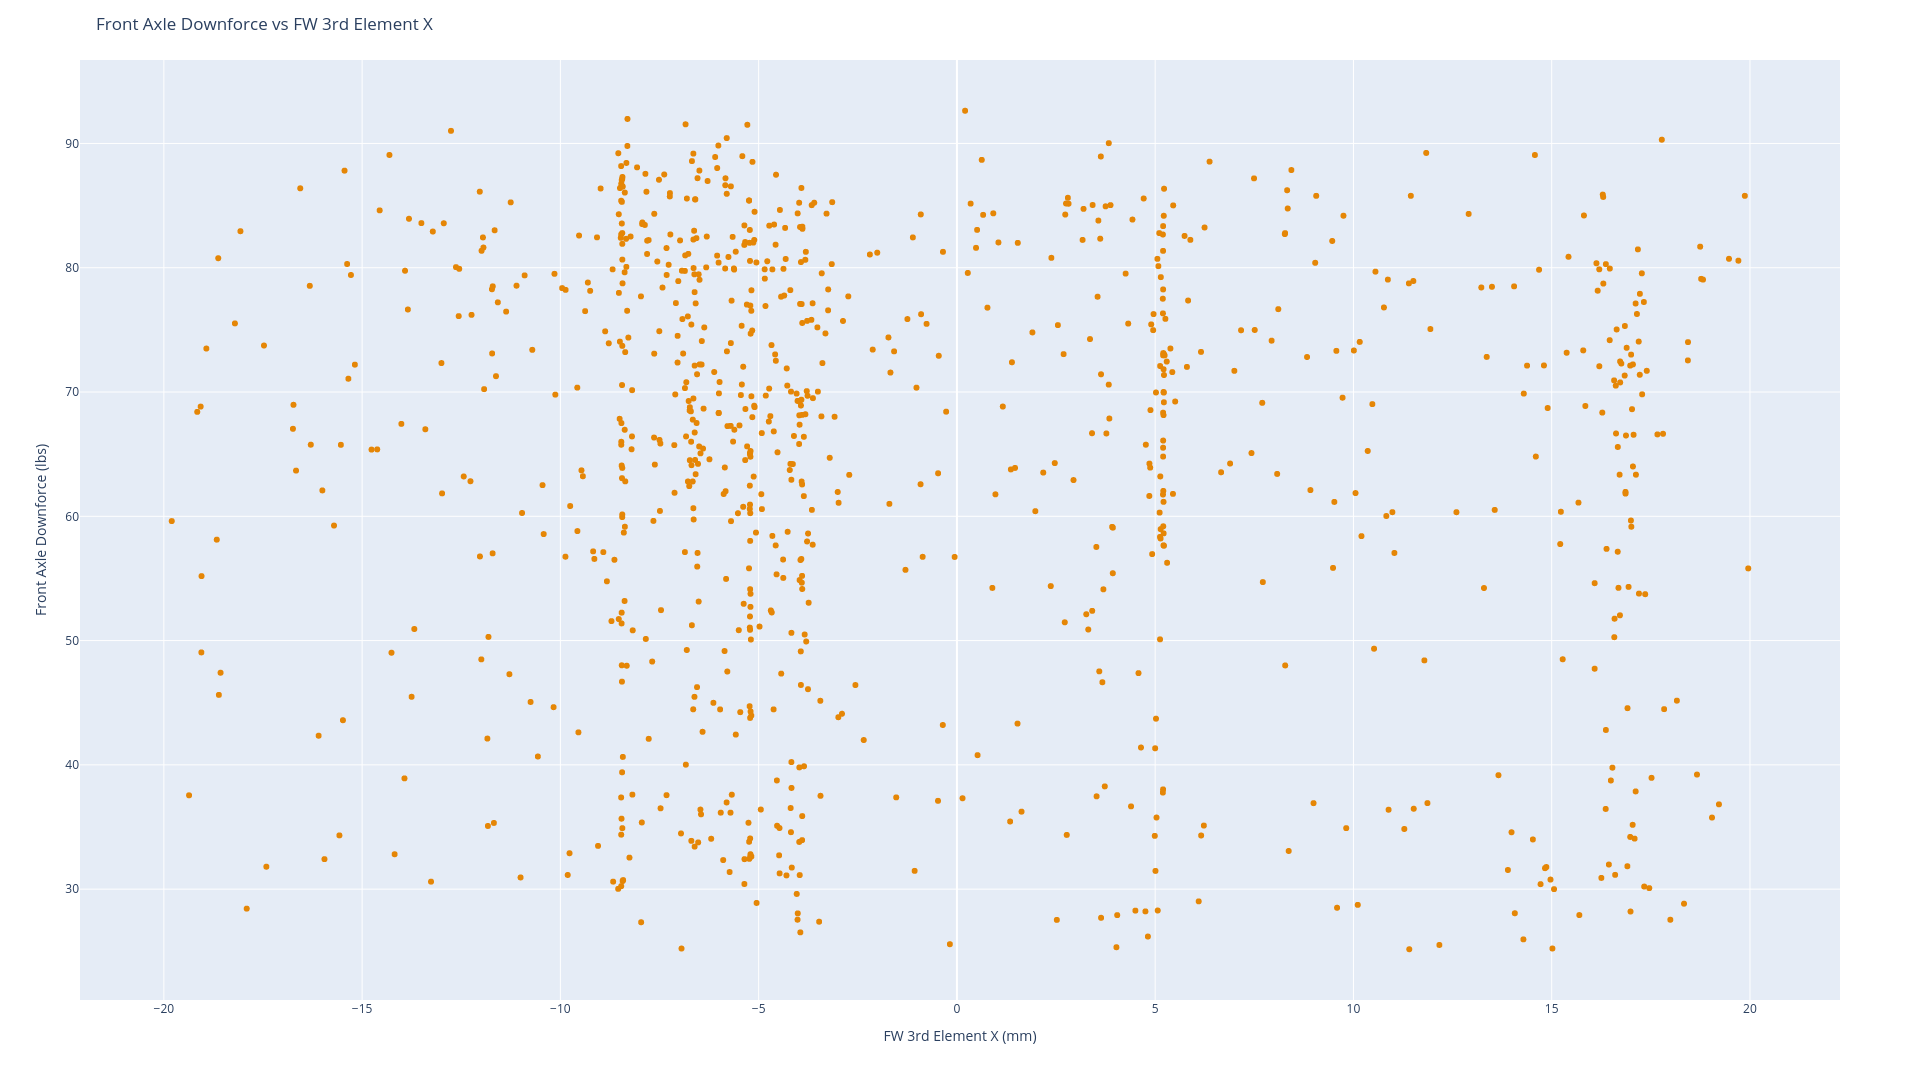 Front Axle Downforce vs FW 3rd Element X
90
80
70
60
50
40
30
Front Axle Downforce (lbs)
−20 −15 −10 −5 0 5 10 15 20
FW 3rd Element X (mm)